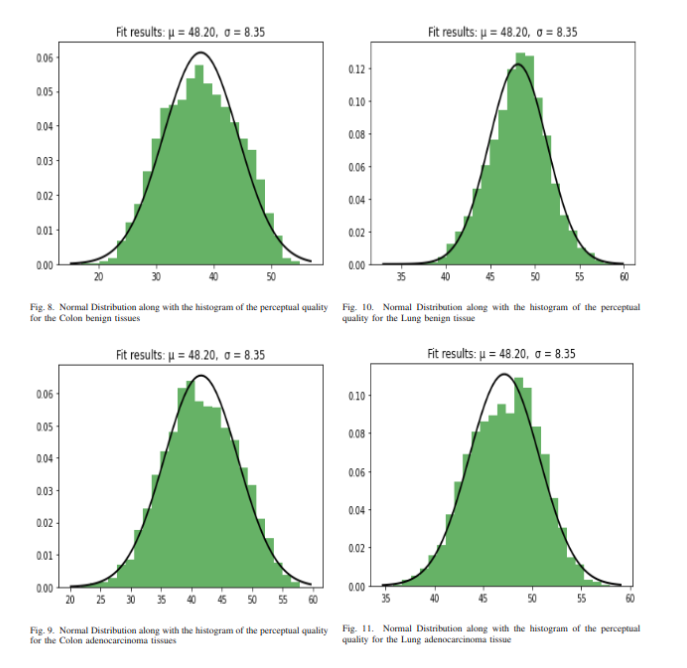 Fit results: μ = 48.20, σ = 8.35
0.06
0.05
0.04
0.03
0.02
0.01
0.00
20 30 40 50
Fig. 8. Normal Distribution along with the histogram of the perceptual quality
for the Colon benign tissues
Fit results: μ = 48.20, σ = 8.35
0.12
0.10
0.08
0.06
0.04
0.02
0.00
35 40 45 50 55 60
Fig. 10. Normal Distribution along with the histogram of the perceptual
quality for the Lung benign tissue
Fit results: μ = 48.20, σ = 8.35
0.06
0.05
0.04
0.03
0.02
0.01
0.00
20 25 30 35 40 45 50 55 60
Fig. 9. Normal Distribution along with the histogram of the perceptual quality
for the Colon adenocarcinoma tissues
Fit results: μ = 48.20, σ = 8.35
0.10
0.08
0.06
0.04
0.02
0.00
35 40 45 50 55 60
Fig. 11. Normal Distribution along with the histogram of the perceptual
quality for the Lung adenocarcinoma tissue